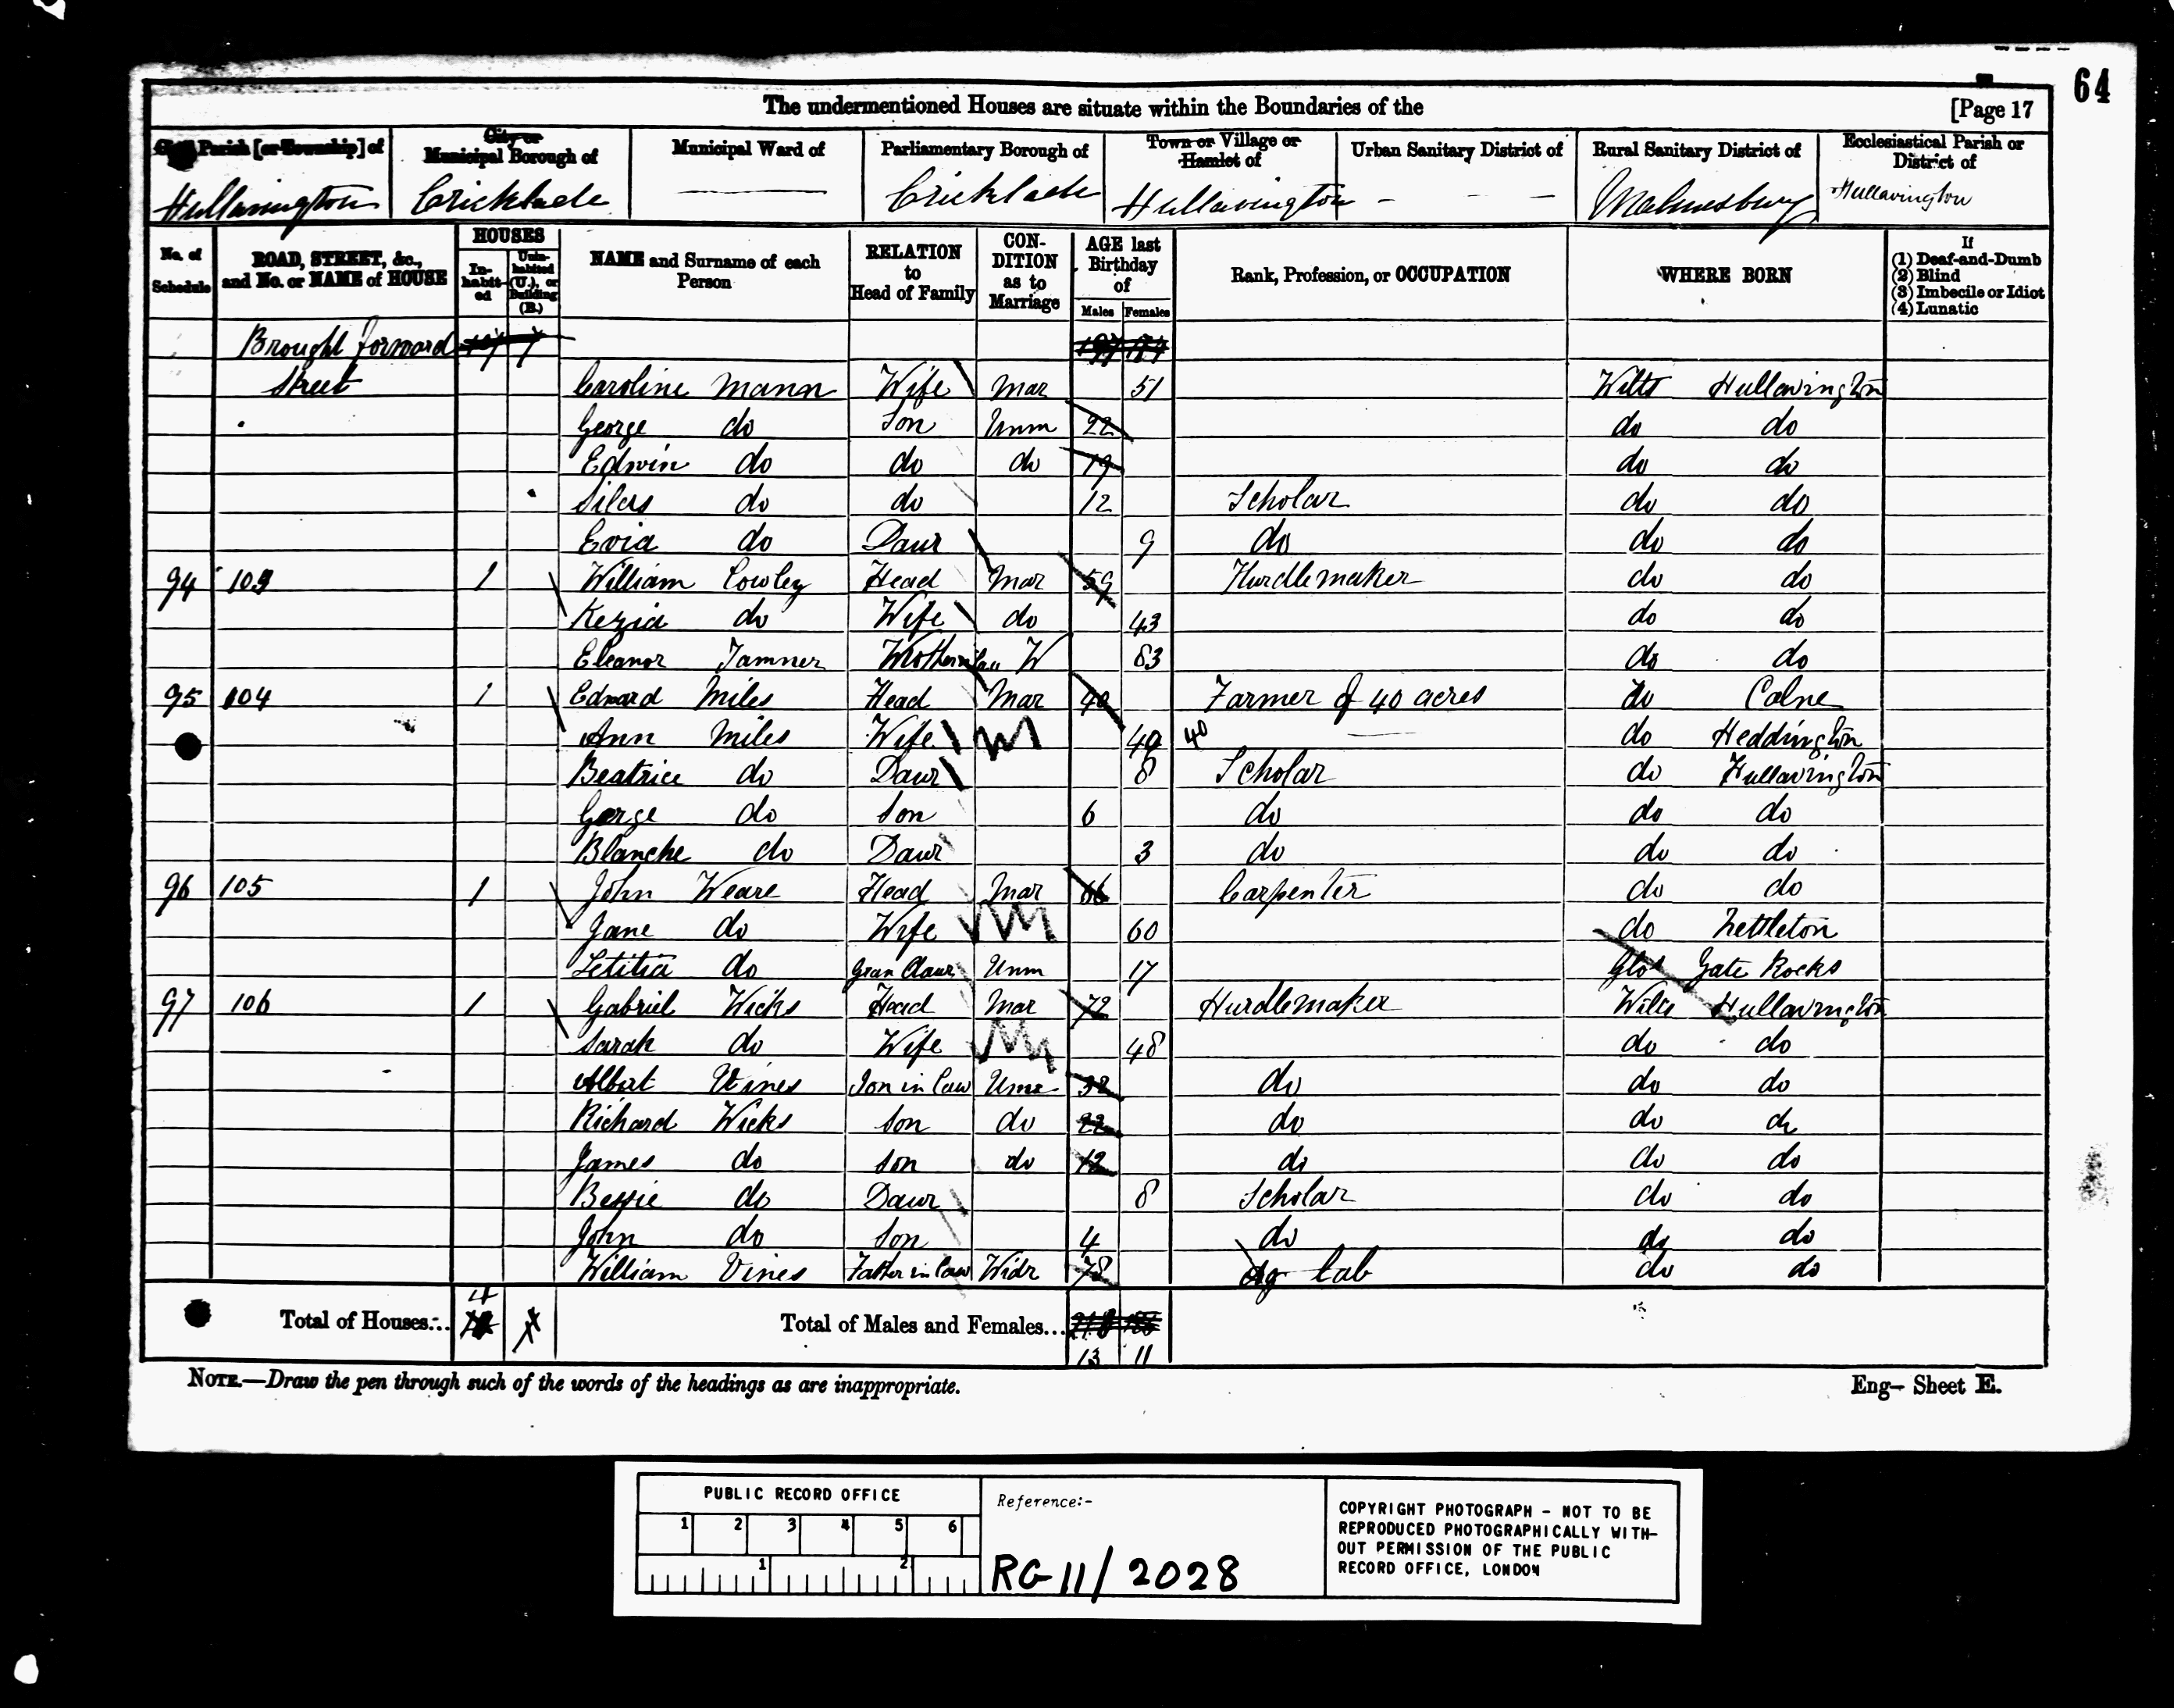 64
The undermentioned Houses are situate within the Boundaries of the [Page 17
Civil Parish [or Township] of City or Municipal Borough of Municipal Ward of Parliamentary Borough of Town or Village or Hamlet of Urban Sanitary District of Rural Sanitary District of Ecclesiastical Parish or District of
Hullavington Cricklade Cricklade Hullavington Malmesbury Hullavington
No. of Schedule ROAD, STREET, &c., and No. or NAME of HOUSE HOUSES Inhabited Uninhabited (U.), or Building (B.) NAME and Surname of each Person RELATION to Head of Family CONDITION as to Marriage AGE last Birthday of Males Females Rank, Profession, or OCCUPATION WHERE BORN If (1) Deaf-and-Dumb (2) Blind (3) Imbecile or Idiot (4) Lunatic
Brought forward
Street Caroline Mann Wife Mar 51 Wilts Hullavington
George do Son Unm 22 do do
Edwin do do do 19 do do
Silas do do 12 Scholar do do
Evia do Daur 9 do do do
94 103 1 William Cowley Head Mar 59 Hurdlemaker do do
Kezia do Wife do 43 do do
Eleanor Tamner Motherinlaw W 83 do do
95 104 1 Edward Miles Head Mar 40 Farmer of 40 acres do Calne
Ann Miles Wife M 49 40 do Heddington
Beatrice do Daur 8 Scholar do Hullavington
George do Son 6 do do do
Blanche do Daur 3 do do do
96 105 1 John Weare Head Mar 66 Carpenter do do
Jane do Wife M 60 do Nettleton
Letitia do Gran Daur Unm 17 Glos Gate Rocks
97 106 1 Gabriel Wicks Head Mar 72 Hurdlemaker Wilts Hullavington
Sarah do Wife M 48 do do
Albert Vines Son in law Unm 32 do do do
Richard Wicks Son do 22 do do do
James do Son do 12 do do do
Bessie do Daur 8 Scholar do do
John do Son 4 do do do
William Vines Father in law Widr 78 Ag Lab do do
Total of Houses... 4 Total of Males and Females...
13 11
NOTE.—Draw the pen through such of the words of the headings as are inappropriate. Eng— Sheet E.
PUBLIC RECORD OFFICE
1 2 3 4 5 6
1 2
Reference:-
RG 11/2028
COPYRIGHT PHOTOGRAPH - NOT TO BE
REPRODUCED PHOTOGRAPHICALLY WITH-
OUT PERMISSION OF THE PUBLIC
RECORD OFFICE, LONDON